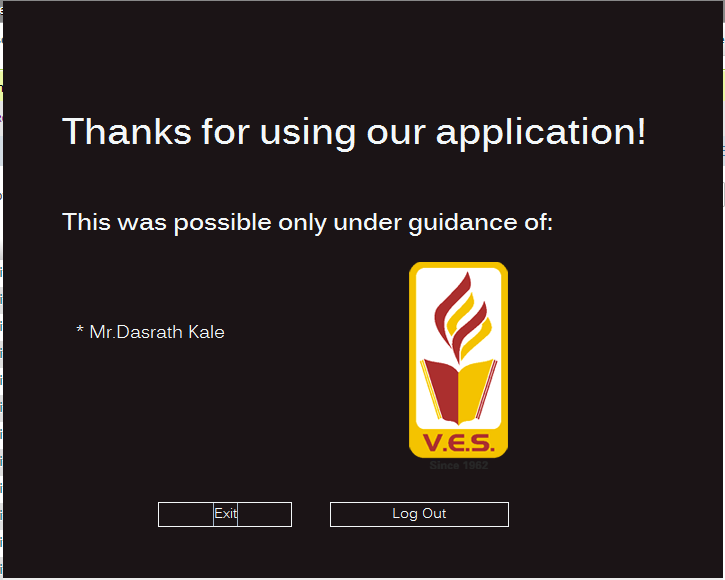 Thanks for using our application!
This was possible only under guidance of:
* Mr.Dasrath Kale
V.E.S.
Since 1962
Exit
Log Out